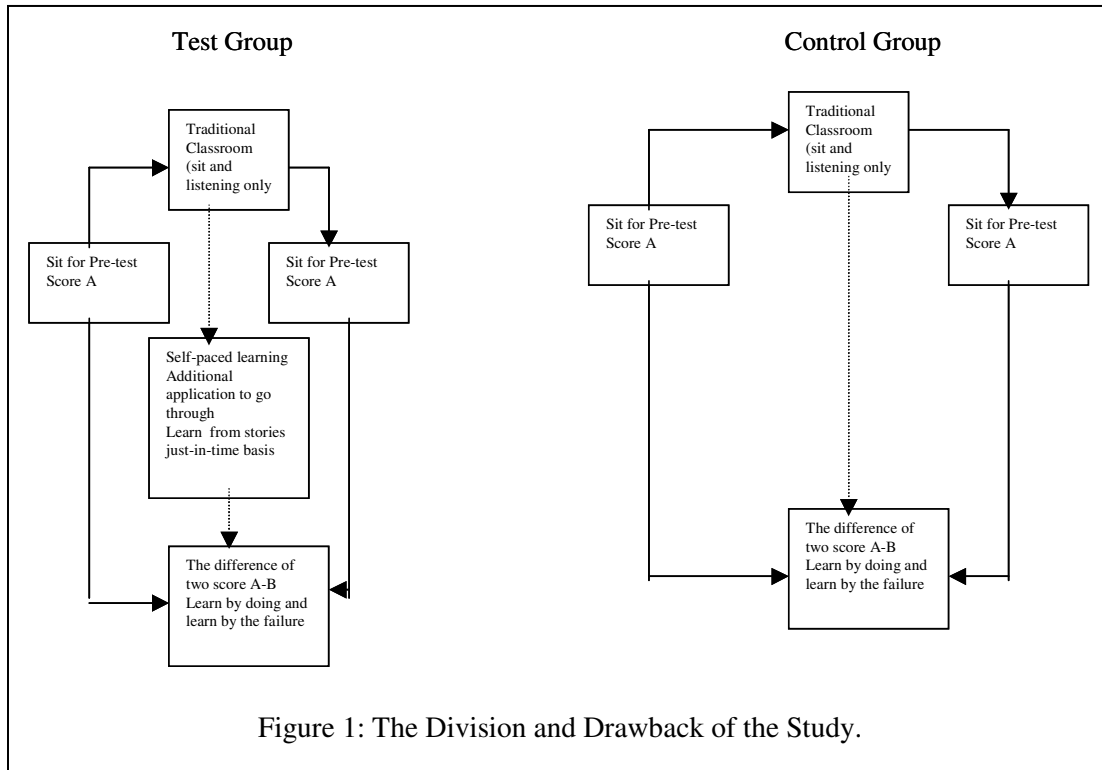 Test Group
Control Group
Traditional
Classroom
(sit and
listening only
Sit for Pre-test
Score A
Sit for Pre-test
Score A
Self-paced learning
Additional
application to go
through
Learn from stories
just-in-time basis
The difference of
two score A-B
Learn by doing and
learn by the failure
Traditional
Classroom
(sit and
listening only
Sit for Pre-test
Score A
Sit for Pre-test
Score A
The difference of
two score A-B
Learn by doing and
learn by the failure
Figure 1: The Division and Drawback of the Study.